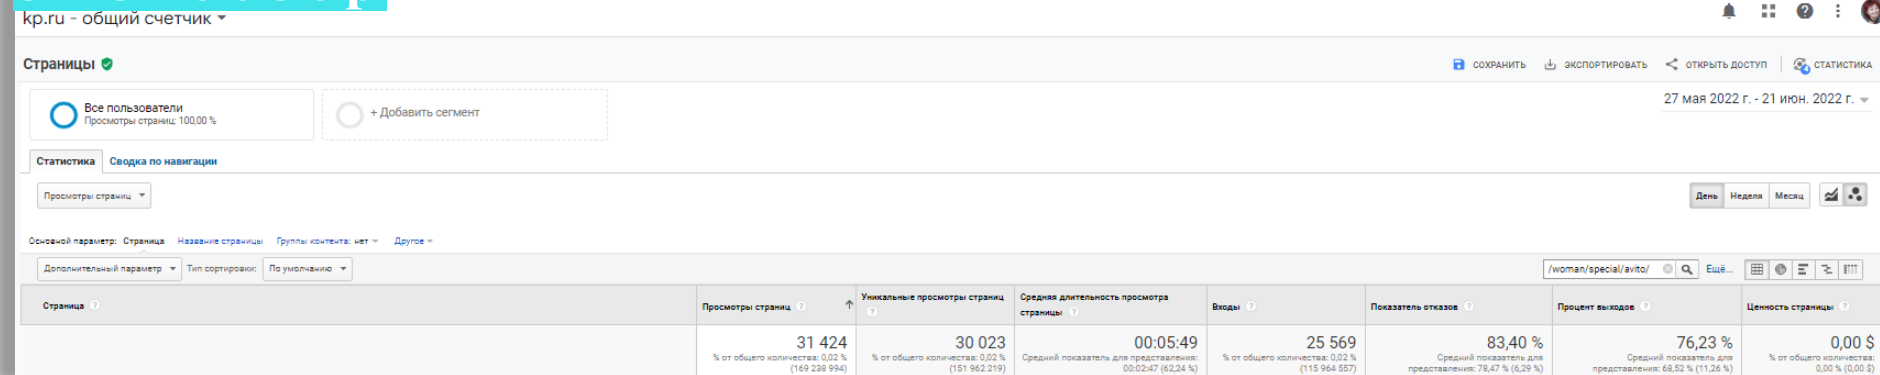 kp.ru - общий счетчик
Страницы
СОХРАНИТЬ ЭКСПОРТИРОВАТЬ ОТКРЫТЬ ДОСТУП СТАТИСТИКА
Все пользователи
Просмотры страниц: 100,00 %
+ Добавить сегмент
27 мая 2022 г. - 21 июн. 2022 г.
Статистика Сводка по навигации
Просмотры страниц
День Неделя Месяц
Основной параметр: Страница Название страницы Группы контента: нет Другое
Дополнительный параметр Тип сортировки: По умолчанию
/woman/special/avito/ Ещё...
Страница
Просмотры страниц
Уникальные просмотры страниц
Средняя длительность просмотра
страницы
Входы
Показатель отказов
Процент выходов
Ценность страницы
31 424
% от общего количества: 0,02 %
(169 238 994)
30 023
% от общего количества: 0,02 %
(151 962 219)
00:05:49
Средний показатель для представления:
00:02:47 (62,24 %)
25 569
% от общего количества: 0,02 %
(115 964 557)
83,40 %
Средний показатель для
представления: 78,47 % (6,29 %)
76,23 %
Средний показатель для
представления: 68,52 % (11,26 %)
0,00 $
% от общего количества:
0,00 % (0,00 $)